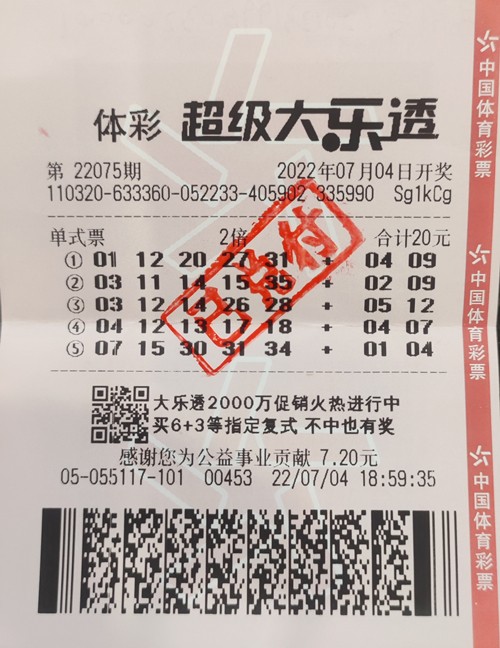 体彩 超级大乐透
第 22075期 2022年07月04日开奖
110320-633360-052233-405902 335990 Sg1kCg
单式票 2倍 合计20元
① 01 12 20 27 31 + 04 09
② 03 11 14 15 35 + 02 09
③ 03 12 14 26 28 + 05 12
④ 04 12 13 17 18 + 04 07
⑤ 07 15 30 31 34 + 01 04
已兑付
大乐透2000万促销火热进行中
买6+3等指定复式 不中也有奖
感谢您为公益事业贡献 7.20元
05-055117-101 00453 22/07/04 18:59:35
中国体育彩票
中国体育彩票
中国体育彩票